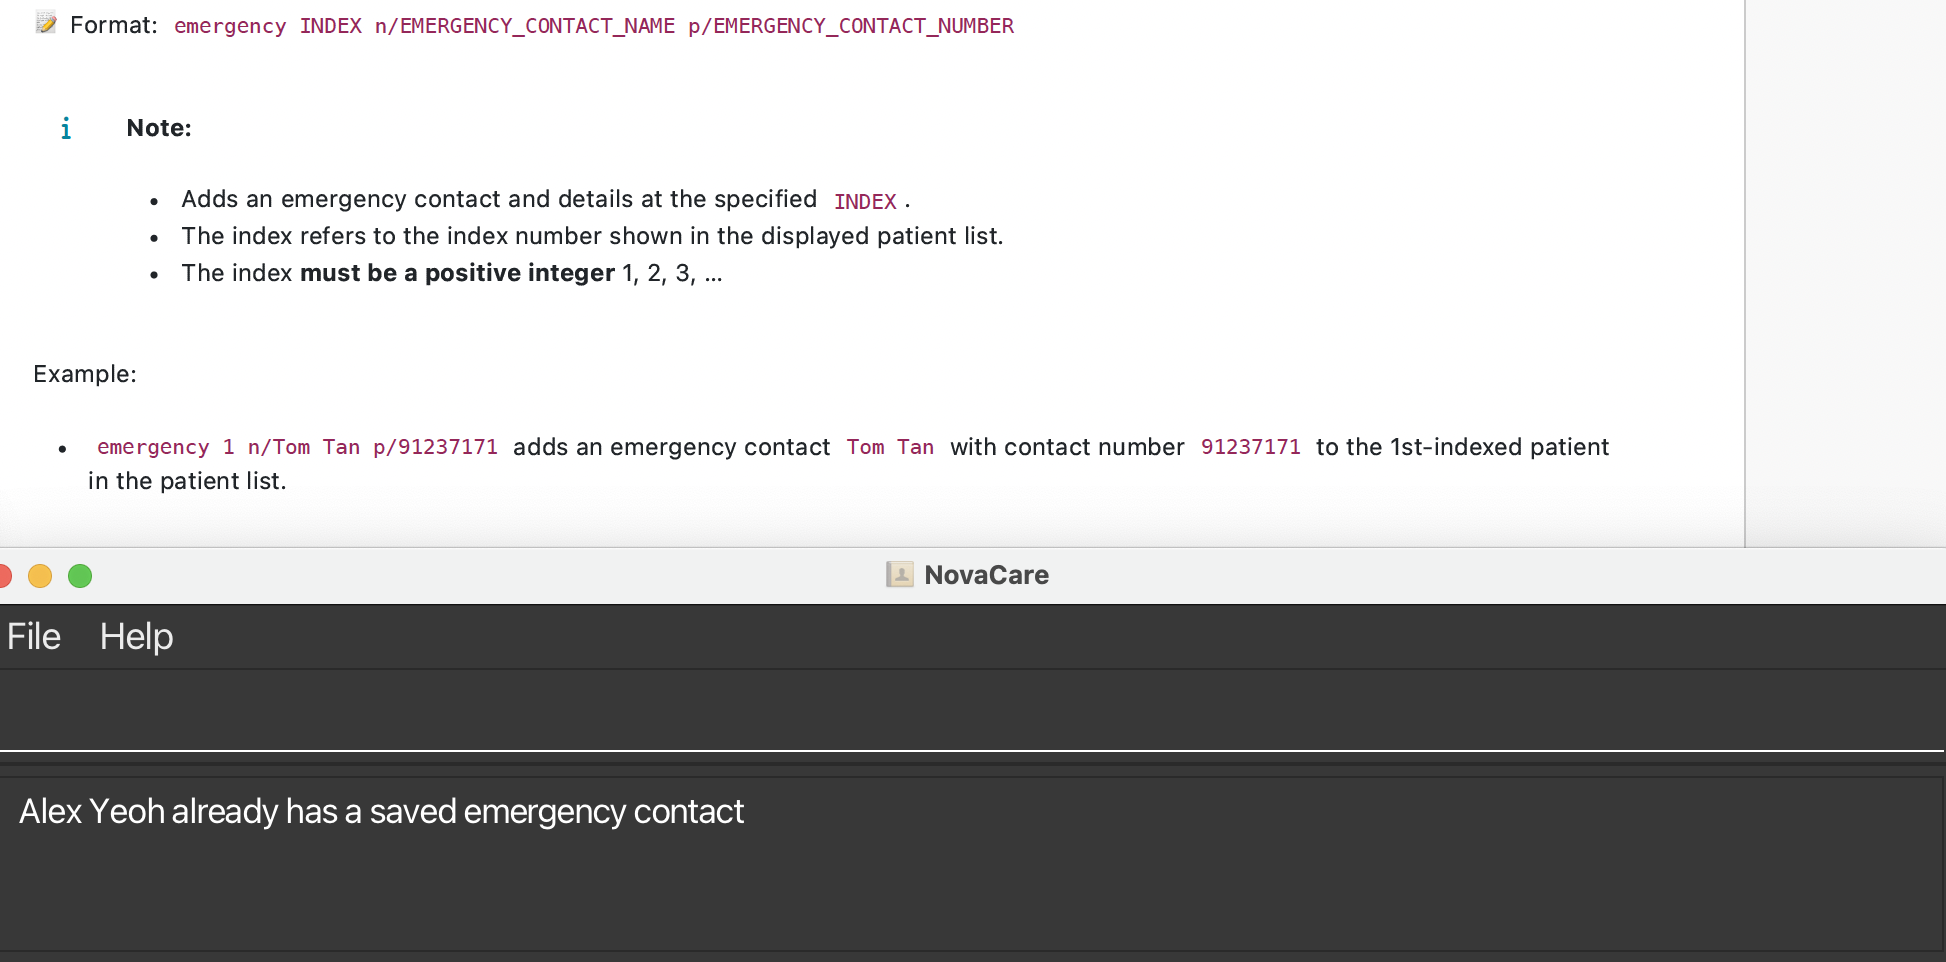 Format: emergency INDEX n/EMERGENCY_CONTACT_NAME p/EMERGENCY_CONTACT_NUMBER
i Note:
• Adds an emergency contact and details at the specified INDEX .
• The index refers to the index number shown in the displayed patient list.
• The index must be a positive integer 1, 2, 3, …
Example:
• emergency 1 n/Tom Tan p/91237171 adds an emergency contact Tom Tan with contact number 91237171 to the 1st-indexed patient
in the patient list.
NovaCare
File Help
Alex Yeoh already has a saved emergency contact